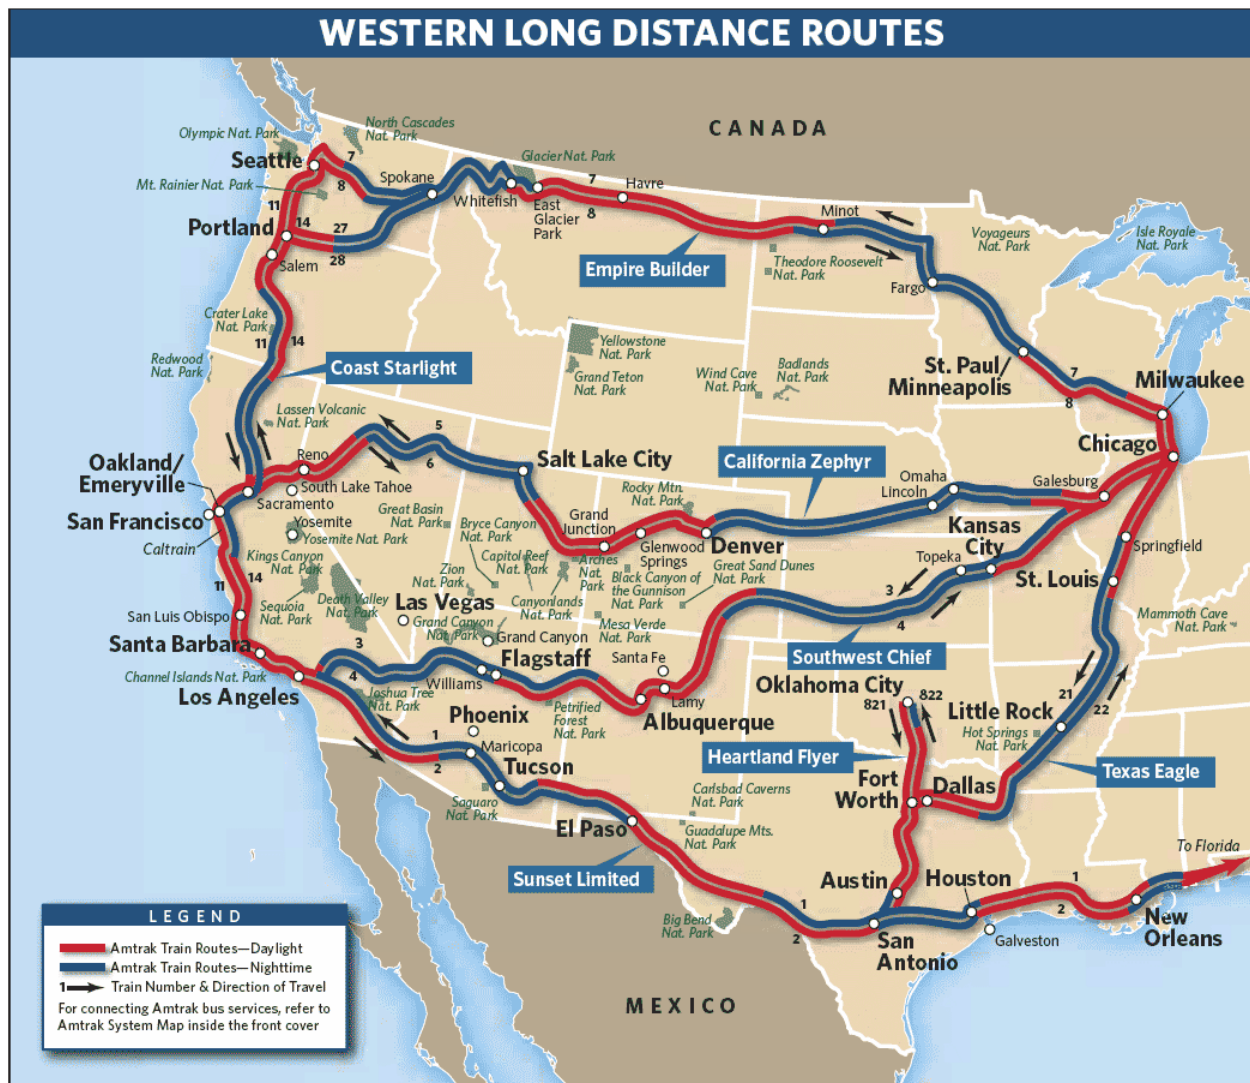 WESTERN LONG DISTANCE ROUTES
CANADA
North Cascades
Nat. Park
Olympic Nat. Park
Seattle
7
8
Mt. Rainier Nat. Park
Spokane
Glacier Nat. Park
Whitefish
East
Glacier
Park
7
8
Havre
Minot
Voyageurs
Nat. Park
Isle Royale
Nat. Park
11
14
Portland
27
28
Salem
Empire Builder
Theodore Roosevelt
Nat. Park
Fargo
Crater Lake
Nat. Park
11
14
Redwood
Nat. Park
Coast Starlight
Yellowstone
Nat. Park
Grand Teton
Nat. Park
Wind Cave
Nat. Park
Badlands
Nat. Park
St. Paul/
Minneapolis
7
8
Milwaukee
Chicago
Lassen Volcanic
Nat. Park
5
6
Oakland/
Emeryville
Reno
South Lake Tahoe
Sacramento
Salt Lake City
California Zephyr
Rocky Mtn.
Nat. Park
Omaha
Lincoln
Galesburg
San Francisco
Caltrain
Yosemite
Yosemite Nat. Park
Great Basin
Nat. Park
Bryce Canyon
Nat. Park
Grand
Junction
Glenwood
Springs
Denver
Kansas
City
Topeka
Springfield
St. Louis
Kings Canyon
Nat. Park
Capitol Reef
Nat. Park
Arches
Nat.
Park
Black Canyon of
the Gunnison
Nat. Park
Great Sand Dunes
Nat. Park
11
14
Sequoia
Nat. Park
Death Valley
Nat. Park
Zion
Nat. Park
Canyonlands
Nat. Park
Las Vegas
Grand Canyon
Nat. Park
Grand Canyon
Mesa Verde
Nat. Park
3
4
Mammoth Cave
Nat. Park
San Luis Obispo
Santa Barbara
3
4
Flagstaff
Williams
Santa Fe
Southwest Chief
Channel Islands Nat. Park
Los Angeles
Joshua Tree
Nat. Park
Petrified
Forest
Nat. Park
Lamy
Albuquerque
Oklahoma City
821
822
21
22
Little Rock
Hot Springs
Nat. Park
Phoenix
Maricopa
1
2
Tucson
Heartland Flyer
Texas Eagle
Saguaro
Nat. Park
Carlsbad Caverns
Nat. Park
Fort
Worth
Dallas
El Paso
Guadalupe Mts.
Nat. Park
Sunset Limited
To Florida
Austin
Houston
1
2
Big Bend
Nat. Park
1
2
San
Antonio
Galveston
New
Orleans
MEXICO
LEGEND
Amtrak Train Routes—Daylight
Amtrak Train Routes—Nighttime
1 Train Number & Direction of Travel
For connecting Amtrak bus services, refer to
Amtrak System Map inside the front cover